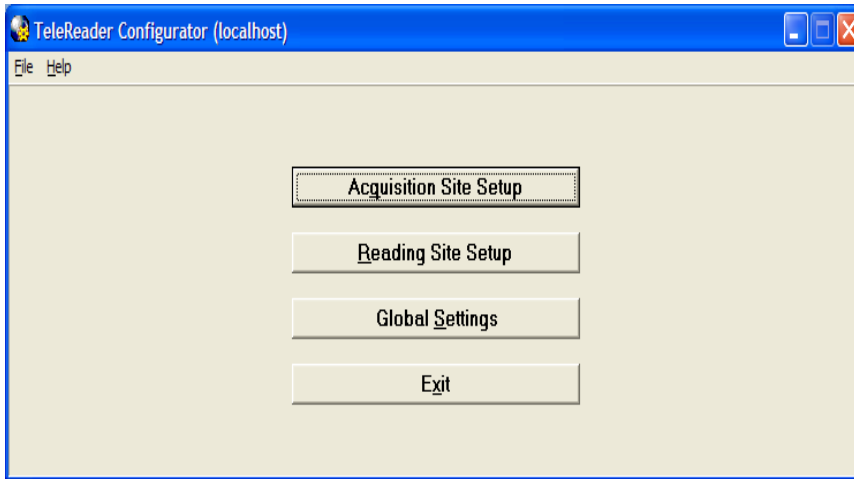 TeleReader Configurator (localhost)
File Help
Acquisition Site Setup
Reading Site Setup
Global Settings
Exit